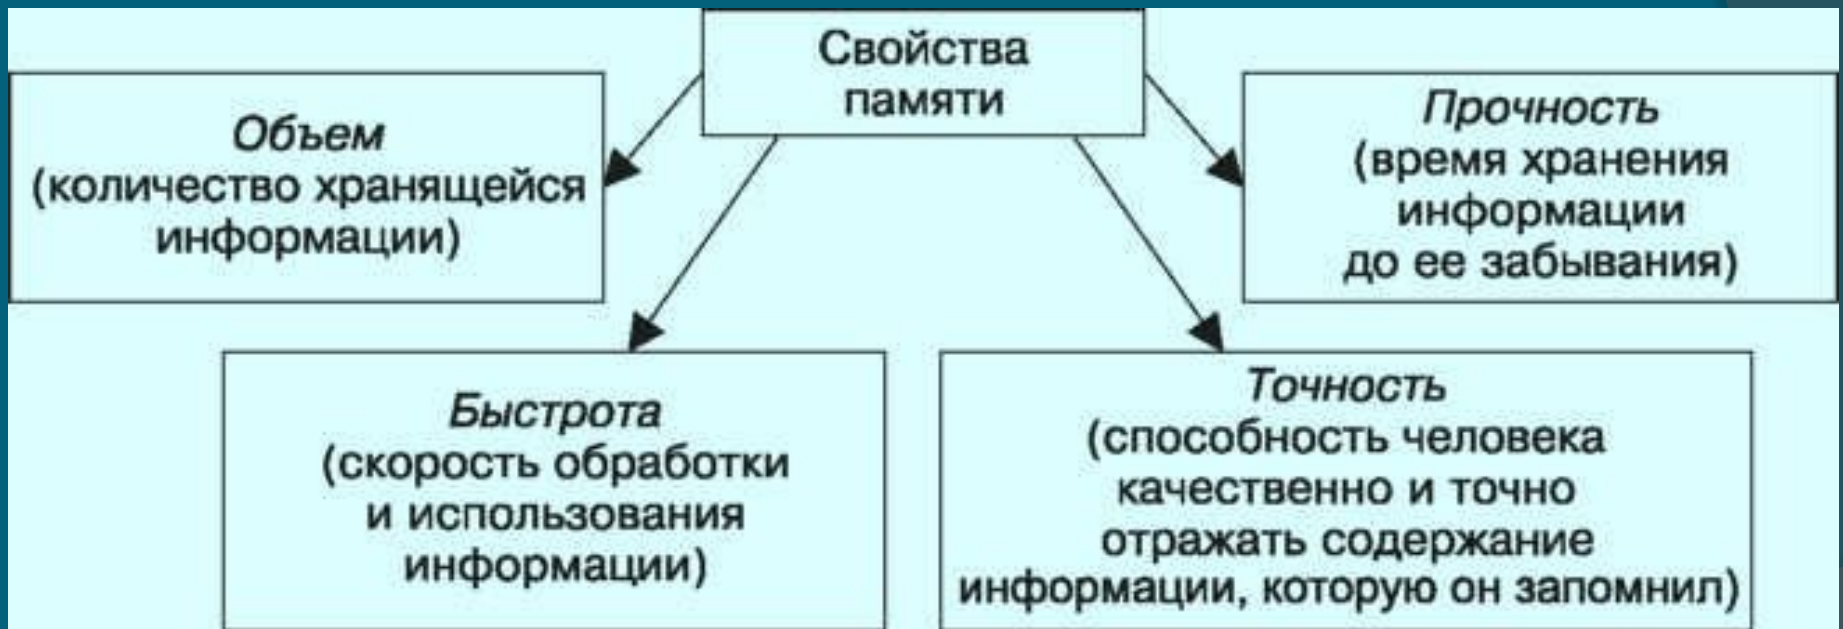 Свойства
памяти
Объем
(количество хранящейся
информации)
Прочность
(время хранения
информации
до ее забывания)
Быстрота
(скорость обработки
и использования
информации)
Точность
(способность человека
качественно и точно
отражать содержание
информации, которую он запомнил)